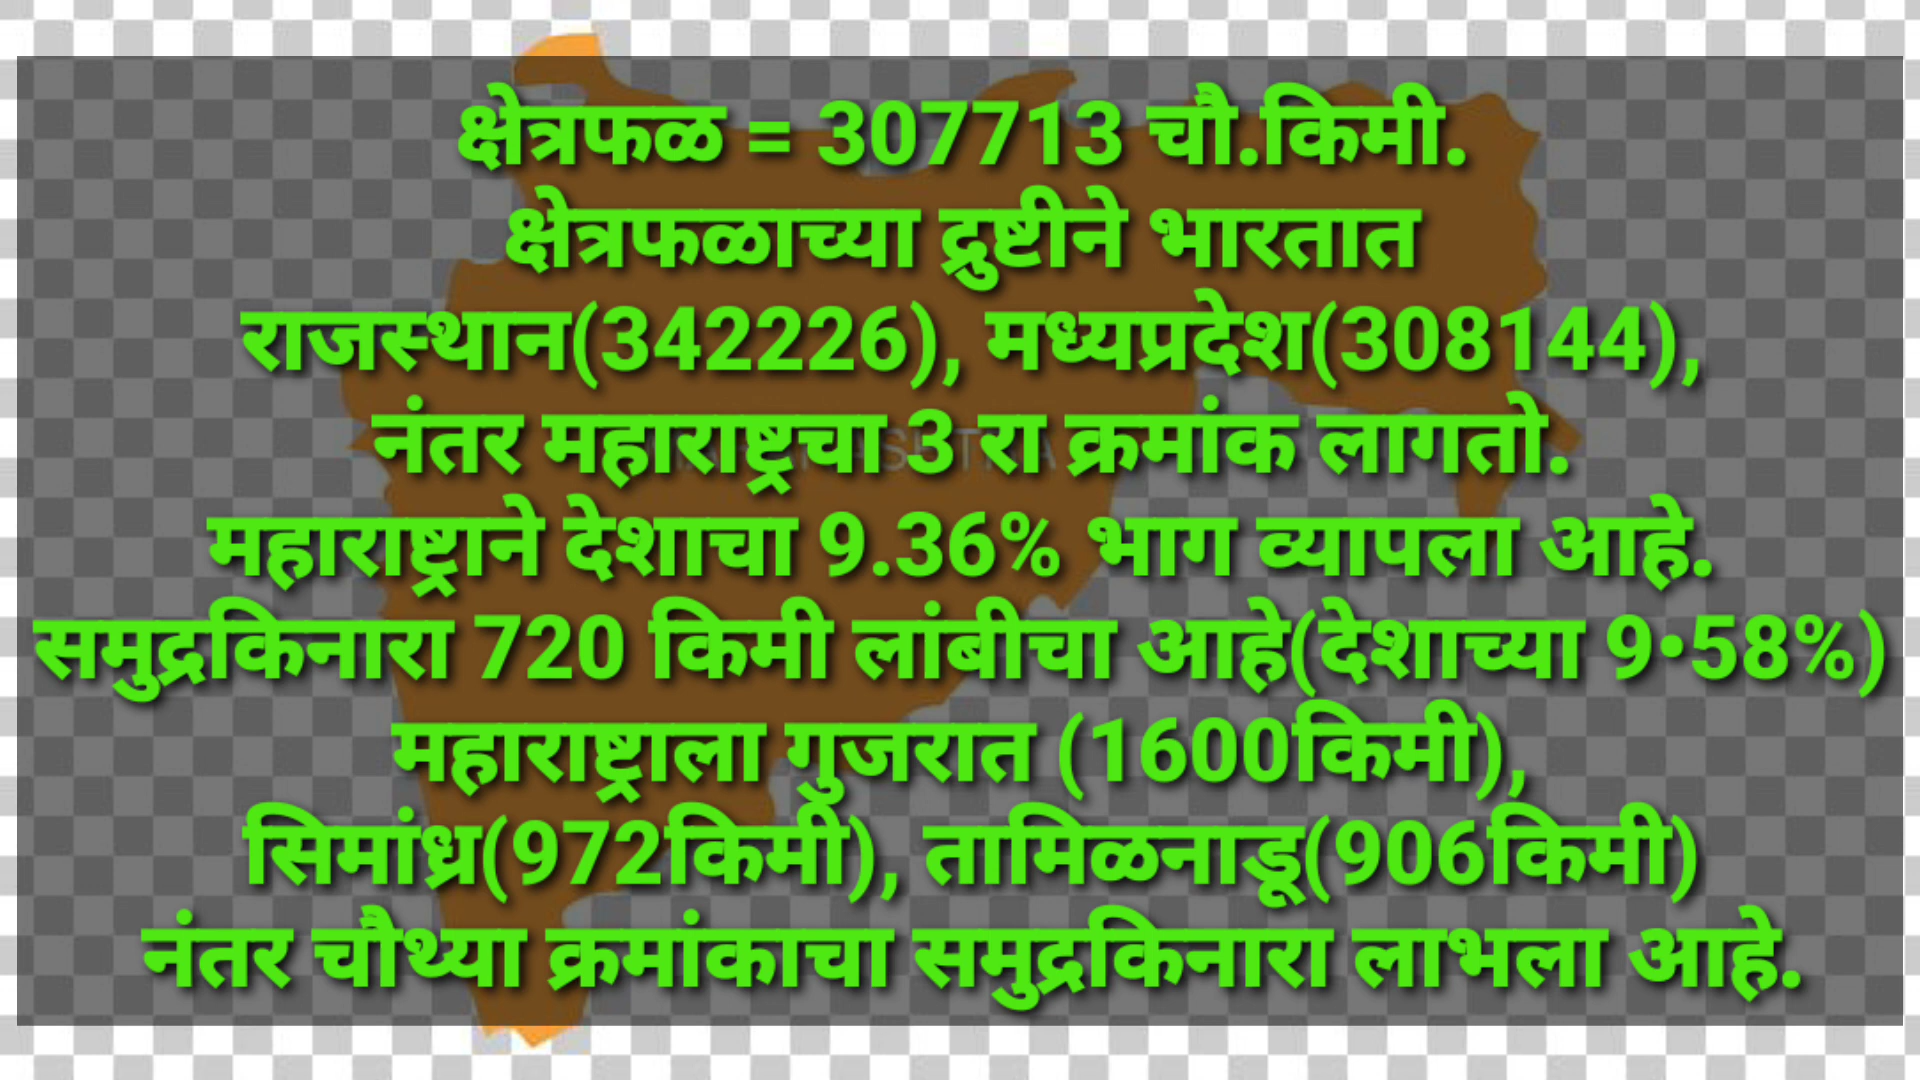 क्षेत्रफळ = 307713 चौ.किमी.
क्षेत्रफळाच्या द्रुष्टीने भारतात
राजस्थान(342226), मध्यप्रदेश(308144),
नंतर महाराष्ट्रचा 3 रा क्रमांक लागतो.
महाराष्ट्राने देशाचा 9.36% भाग व्यापला आहे.
समुद्रकिनारा 720 किमी लांबीचा आहे(देशाच्या 9•58%)
महाराष्ट्राला गुजरात (1600किमी),
सिमांध्र(972किमी), तामिळनाडू(906किमी)
नंतर चौथ्या क्रमांकाचा समुद्रकिनारा लाभला आहे.